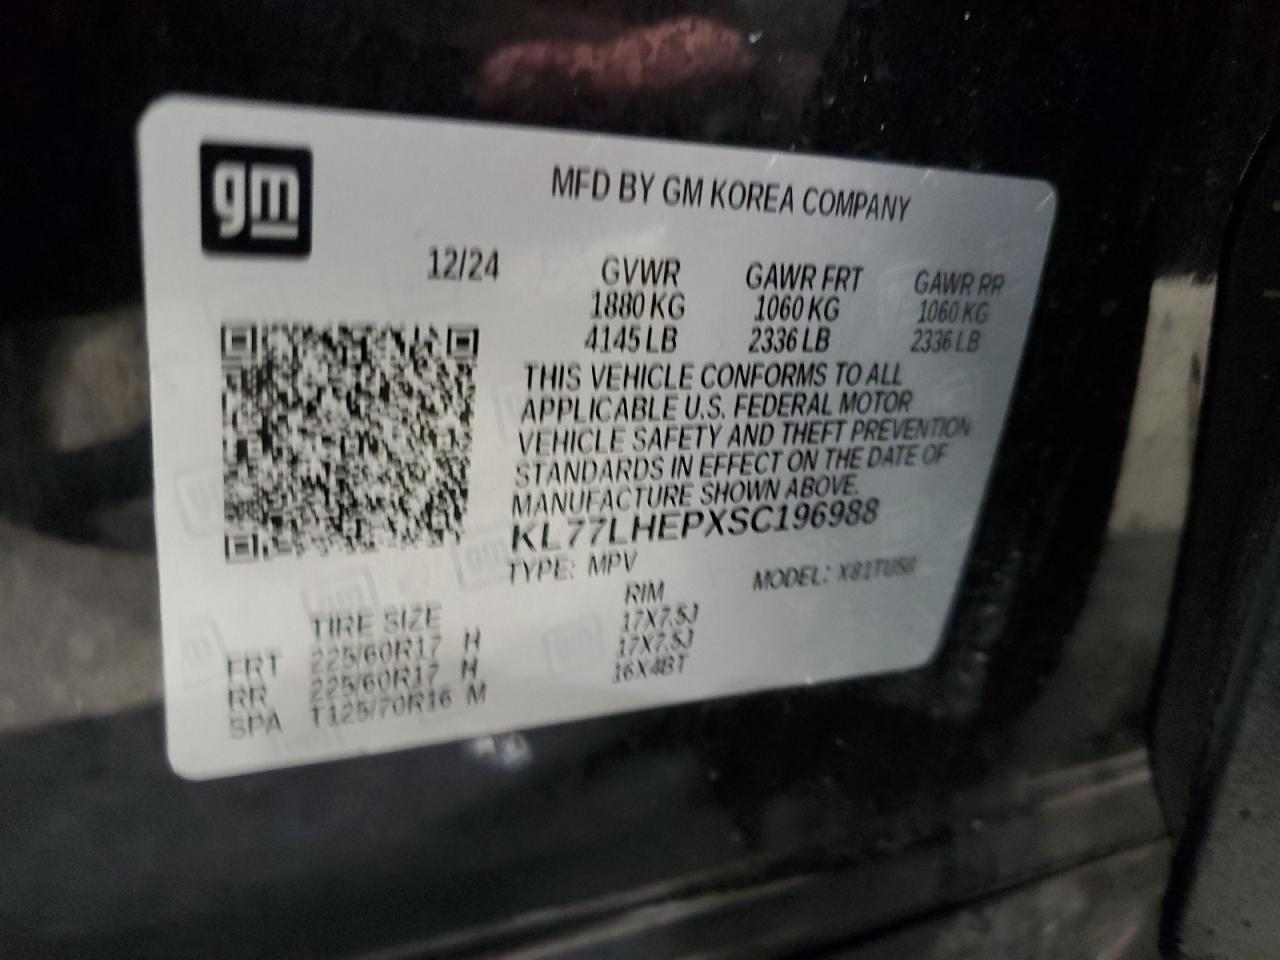 gm
MFD BY GM KOREA COMPANY
12/24
GVWR GAWR FRT GAWR RR
1880 KG 1060 KG 1060 KG
4145 LB 2336 LB 2336 LB
THIS VEHICLE CONFORMS TO ALL
APPLICABLE U.S. FEDERAL MOTOR
VEHICLE SAFETY AND THEFT PREVENTION
STANDARDS IN EFFECT ON THE DATE OF
MANUFACTURE SHOWN ABOVE.
KL77LHEPXSC196988
TYPE: MPV MODEL:
TIRE SIZE RIM
FRT 225/60R17 H 17X7.5J
RR 225/60R17 H 17X7.5J
SPA T125/70R16 M 16X4BT